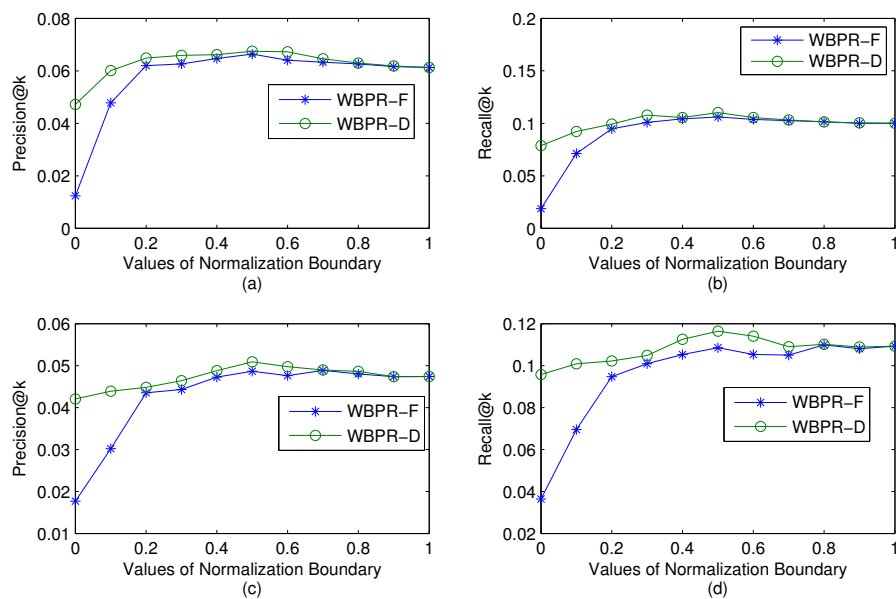 0.08
0.06
0.04
0.02
0
Precision@k
WBPR-F
WBPR-D
0 0.2 0.4 0.6 0.8 1
Values of Normalization Boundary
(a)
0.2
0.15
0.1
0.05
0
Recall@k
WBPR-F
WBPR-D
0 0.2 0.4 0.6 0.8 1
Values of Normalization Boundary
(b)
0.06
0.05
0.04
0.03
0.02
0.01
Precision@k
WBPR-F
WBPR-D
0 0.2 0.4 0.6 0.8 1
Values of Normalization Boundary
(c)
0.12
0.1
0.08
0.06
0.04
0.02
Recall@k
WBPR-F
WBPR-D
0 0.2 0.4 0.6 0.8 1
Values of Normalization Boundary
(d)